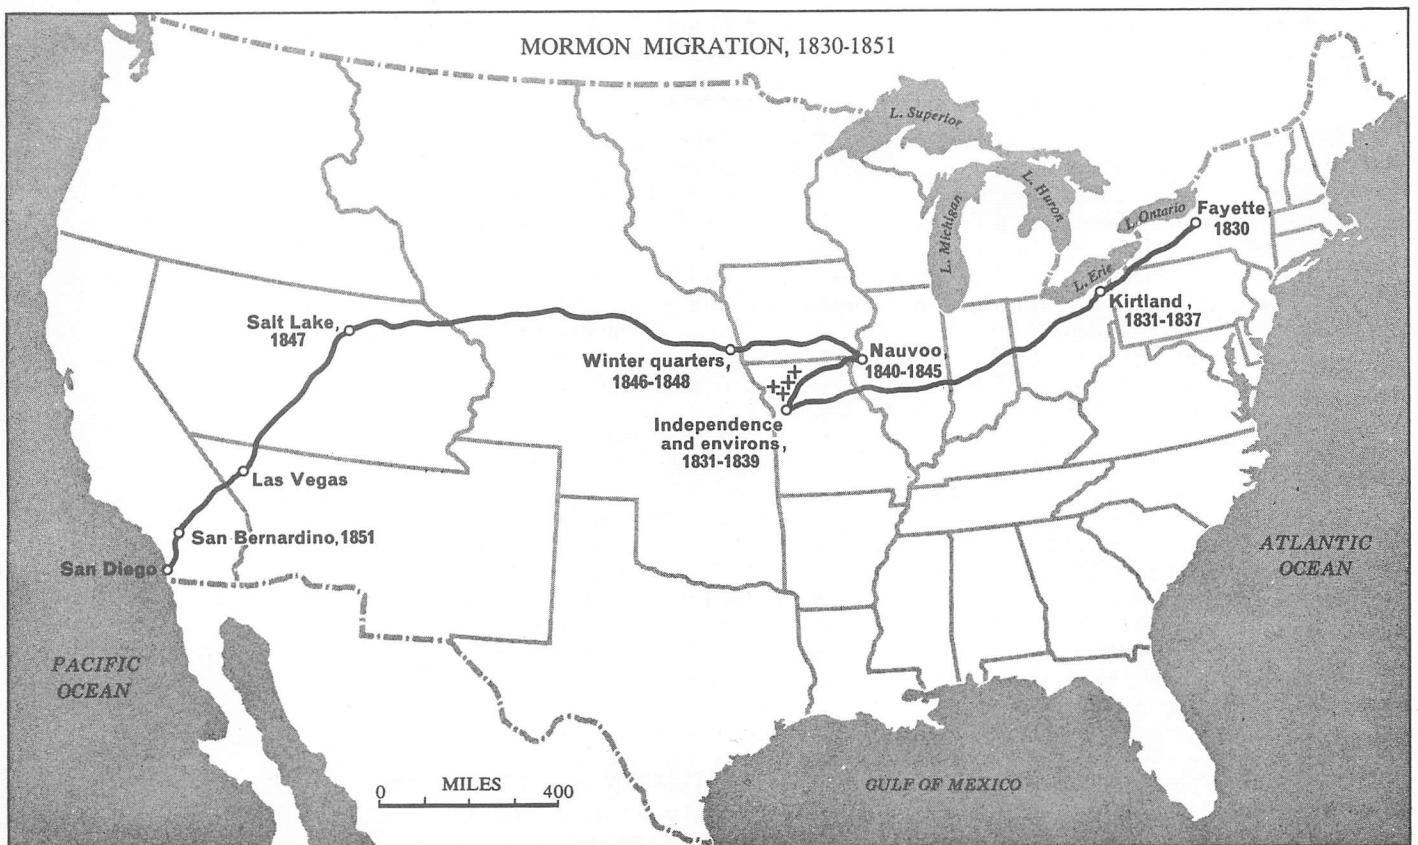 MORMON MIGRATION, 1830-1851
L. Superior
L. Huron
L. Michigan
L. Ontario
L. Erie
Fayette,
1830
Kirtland,
1831-1837
Nauvoo,
1840-1845
Salt Lake,
1847
Winter quarters,
1846-1848
Independence
and environs,
1831-1839
Las Vegas
San Bernardino, 1851
San Diego
ATLANTIC
OCEAN
PACIFIC
OCEAN
GULF OF MEXICO
MILES
0 400